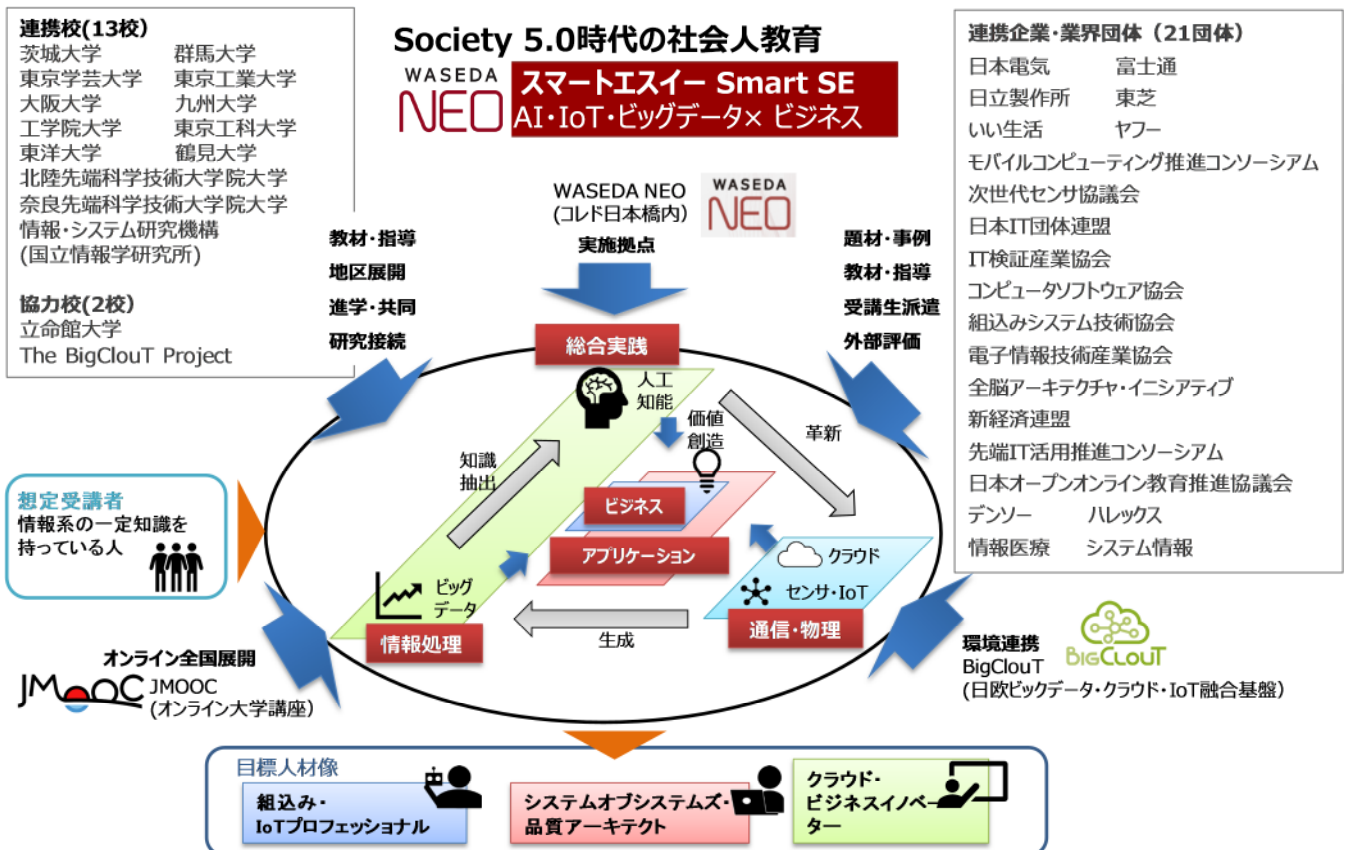 連携校(13校)
茨城大学 群馬大学
東京学芸大学 東京工業大学
大阪大学 九州大学
工学院大学 東京工科大学
東洋大学 鶴見大学
北陸先端科学技術大学院大学
奈良先端科学技術大学院大学
情報・システム研究機構
(国立情報学研究所)
協力校(2校)
立命館大学
The BigClouT Project
Society 5.0時代の社会人教育
WASEDA
NEO
スマートエスイー Smart SE
AI・IoT・ビッグデータ× ビジネス
連携企業・業界団体（21団体）
日本電気 富士通
日立製作所 東芝
いい生活 ヤフー
モバイルコンピューティング推進コンソーシアム
次世代センサ協議会
日本IT団体連盟
IT検証産業協会
コンピュータソフトウェア協会
組込みシステム技術協会
電子情報技術産業協会
全脳アーキテクチャ・イニシアティブ
新経済連盟
先端IT活用推進コンソーシアム
日本オープンオンライン教育推進協議会
デンソー ハレックス
情報医療 システム情報
WASEDA NEO
(コレド日本橋内)
実施拠点
WASEDA
NEO
教材・指導
地区展開
進学・共同
研究接続
題材・事例
教材・指導
受講生派遣
外部評価
総合実践
人工
知能
価値
創造
革新
知識
抽出
ビジネス
アプリケーション
クラウド
センサ・IoT
通信・物理
ビッグ
データ
情報処理
生成
想定受講者
情報系の一定知識を
持っている人
オンライン全国展開
JMOOC
JMOOC
(オンライン大学講座)
環境連携
BigClouT
(日欧ビックデータ・クラウド・IoT融合基盤)
BIGCLOUT
目標人材像
組込み・
IoTプロフェッショナル
システムオブシステムズ・
品質アーキテクト
クラウド・
ビジネスイノベー
ター